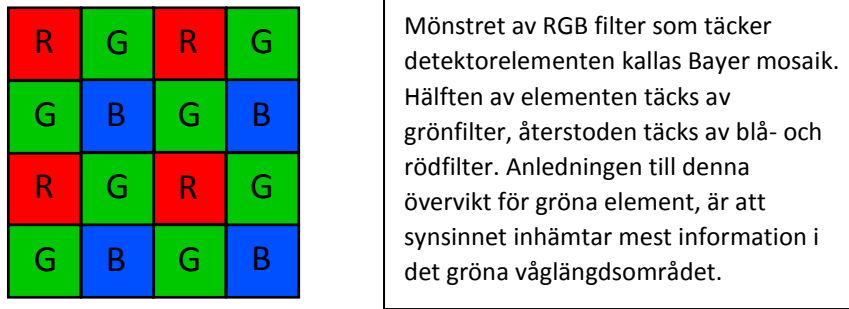 R G R G
G B G B
R G R G
G B G B
Mönstret av RGB filter som täcker
detektorelementen kallas Bayer mosaik.
Hälften av elementen täcks av
grönfilter, återstoden täcks av blå- och
rödfilter. Anledningen till denna
övervikt för gröna element, är att
synsinnet inhämtar mest information i
det gröna våglängdsområdet.